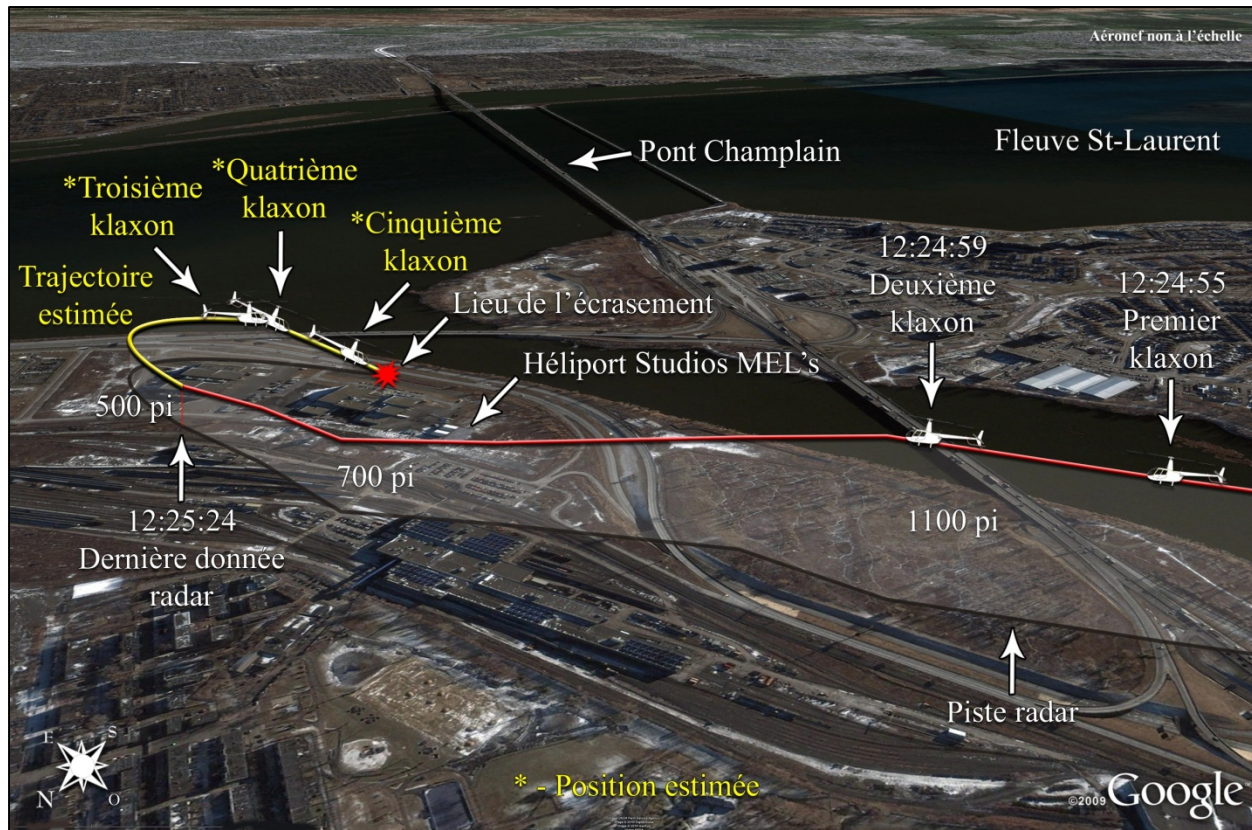 Aéronef non à l'échelle
Fleuve St-Laurent
Pont Champlain
*Troisième
klaxon
*Quatrième
klaxon
*Cinquième
klaxon
Trajectoire
estimée
Lieu de l'écrasement
Héliport Studios MEL's
12:24:59
Deuxième
klaxon
12:24:55
Premier
klaxon
500 pi
700 pi
1100 pi
12:25:24
Dernière donnée
radar
Piste radar
E S
N O
* - Position estimée
©2009 Google